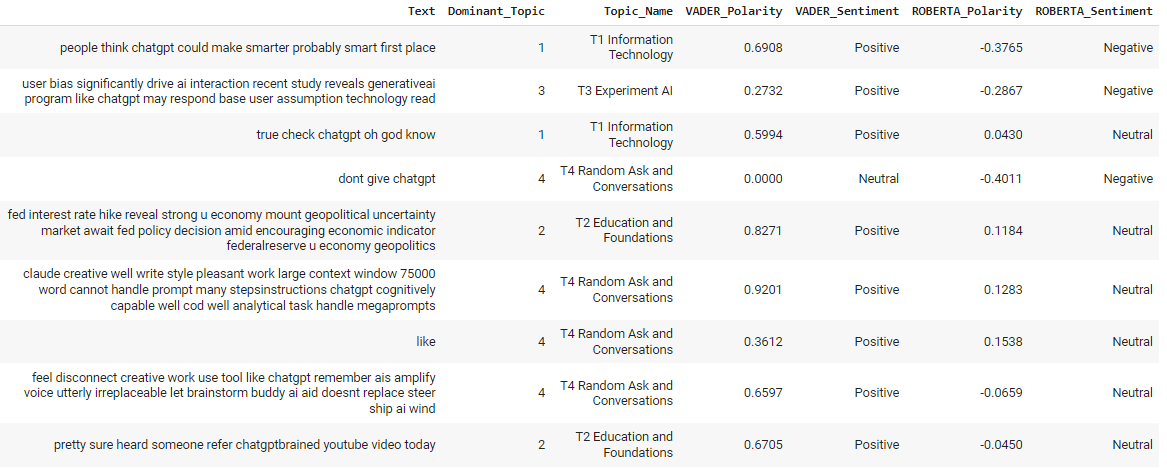 Text Dominant_Topic Topic_Name VADER_Polarity VADER_Sentiment ROBERTA_Polarity ROBERTA_Sentiment
people think chatgpt could make smarter probably smart first place 1 T1 Information Technology 0.6908 Positive -0.3765 Negative
user bias significantly drive ai interaction recent study reveals generativeai
program like chatgpt may respond base user assumption technology read 3 T3 Experiment AI 0.2732 Positive -0.2867 Negative
true check chatgpt oh god know 1 T1 Information Technology 0.5994 Positive 0.0430 Neutral
dont give chatgpt 4 T4 Random Ask and Conversations 0.0000 Neutral -0.4011 Negative
fed interest rate hike reveal strong u economy mount geopolitical uncertainty
market await fed policy decision amid encouraging economic indicator
federalreserve u economy geopolitics 2 T2 Education and Foundations 0.8271 Positive 0.1184 Neutral
claude creative well write style pleasant work large context window 75000
word cannot handle prompt many stepsinstructions chatgpt cognitively
capable well cod well analytical task handle megaprompts 4 T4 Random Ask and Conversations 0.9201 Positive 0.1283 Neutral
like 4 T4 Random Ask and Conversations 0.3612 Positive 0.1538 Neutral
feel disconnect creative work use tool like chatgpt remember ais amplify
voice utterly irreplaceable let brainstorm buddy ai aid doesnt replace steer
ship ai wind 4 T4 Random Ask and Conversations 0.6597 Positive -0.0659 Neutral
pretty sure heard someone refer chatgptbrained youtube video today 2 T2 Education and Foundations 0.6705 Positive -0.0450 Neutral